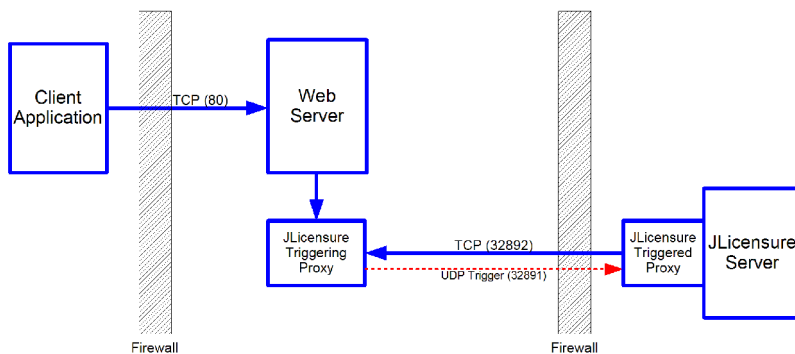 Client
Application
TCP (80)
Web
Server
JLicensure
Triggering
Proxy
TCP (32892)
UDP Trigger (32891)
JLicensure
Triggered
Proxy
JLicensure
Server
Firewall
Firewall